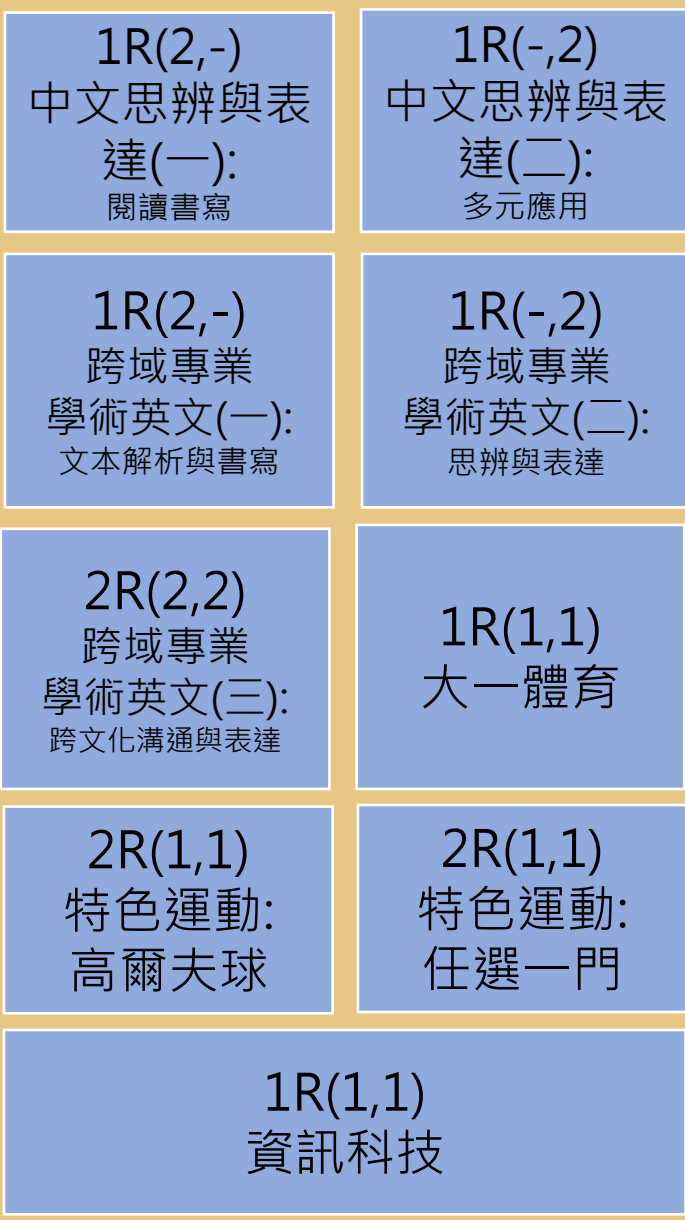 1R(2,-)
中文思辨與表
達(一):
閱讀書寫
1R(-,2)
中文思辨與表
達(二):
多元應用
1R(2,-)
跨域專業
學術英文(一):
文本解析與書寫
1R(-,2)
跨域專業
學術英文(二):
思辨與表達
2R(2,2)
跨域專業
學術英文(三):
跨文化溝通與表達
1R(1,1)
大一體育
2R(1,1)
特色運動:
高爾夫球
2R(1,1)
特色運動:
任選一門
1R(1,1)
資訊科技